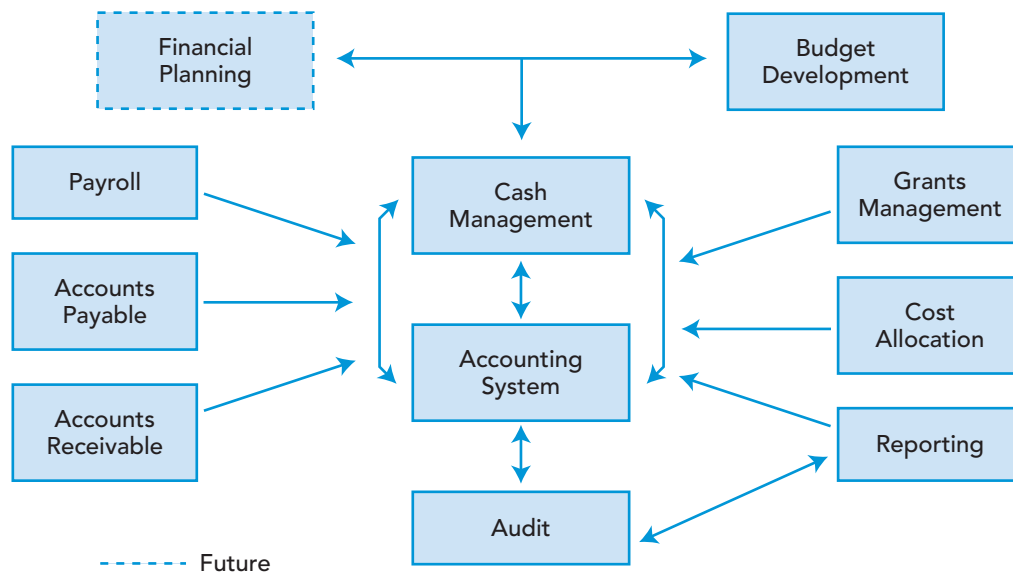 Financial
Planning
Budget
Development
Payroll
Cash
Management
Grants
Management
Accounts
Payable
Cost
Allocation
Accounting
System
Accounts
Receivable
Reporting
Audit
Future